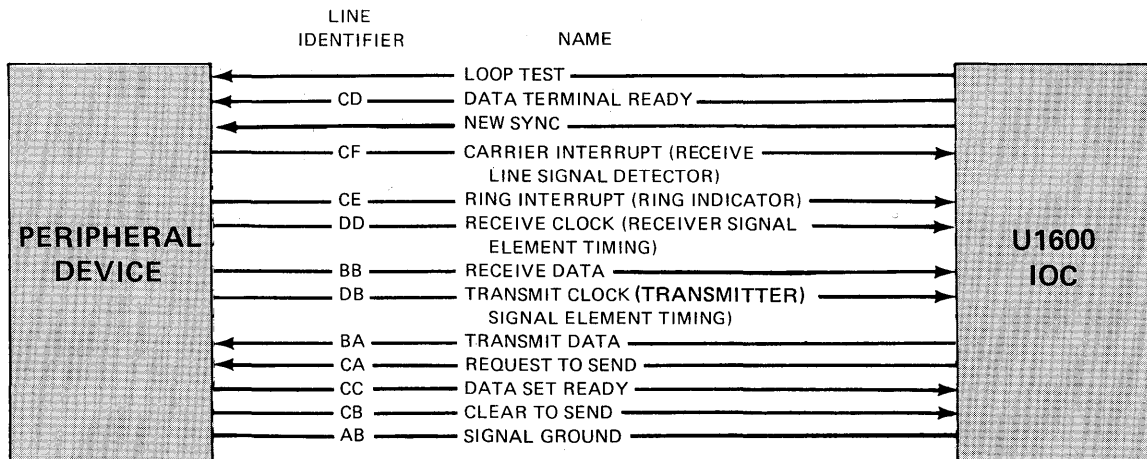 LINE
IDENTIFIER NAME
LOOP TEST
CD DATA TERMINAL READY
NEW SYNC
CF CARRIER INTERRUPT (RECEIVE
LINE SIGNAL DETECTOR)
CE RING INTERRUPT (RING INDICATOR)
DD RECEIVE CLOCK (RECEIVER SIGNAL
ELEMENT TIMING)
BB RECEIVE DATA
DB TRANSMIT CLOCK (TRANSMITTER)
SIGNAL ELEMENT TIMING)
BA TRANSMIT DATA
CA REQUEST TO SEND
CC DATA SET READY
CB CLEAR TO SEND
AB SIGNAL GROUND
PERIPHERAL
DEVICE
U1600
IOC